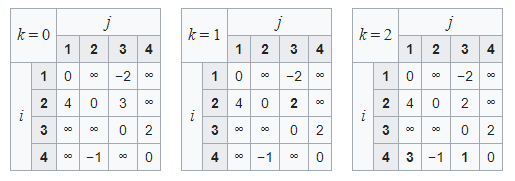 k = 0 j
1 2 3 4
i
1 0 ∞ −2 ∞
2 4 0 3 ∞
3 ∞ ∞ 0 2
4 ∞ −1 ∞ 0
k = 1 j
1 2 3 4
i
1 0 ∞ −2 ∞
2 4 0 2 ∞
3 ∞ ∞ 0 2
4 ∞ −1 ∞ 0
k = 2 j
1 2 3 4
i
1 0 ∞ −2 ∞
2 4 0 2 ∞
3 ∞ ∞ 0 2
4 3 −1 1 0